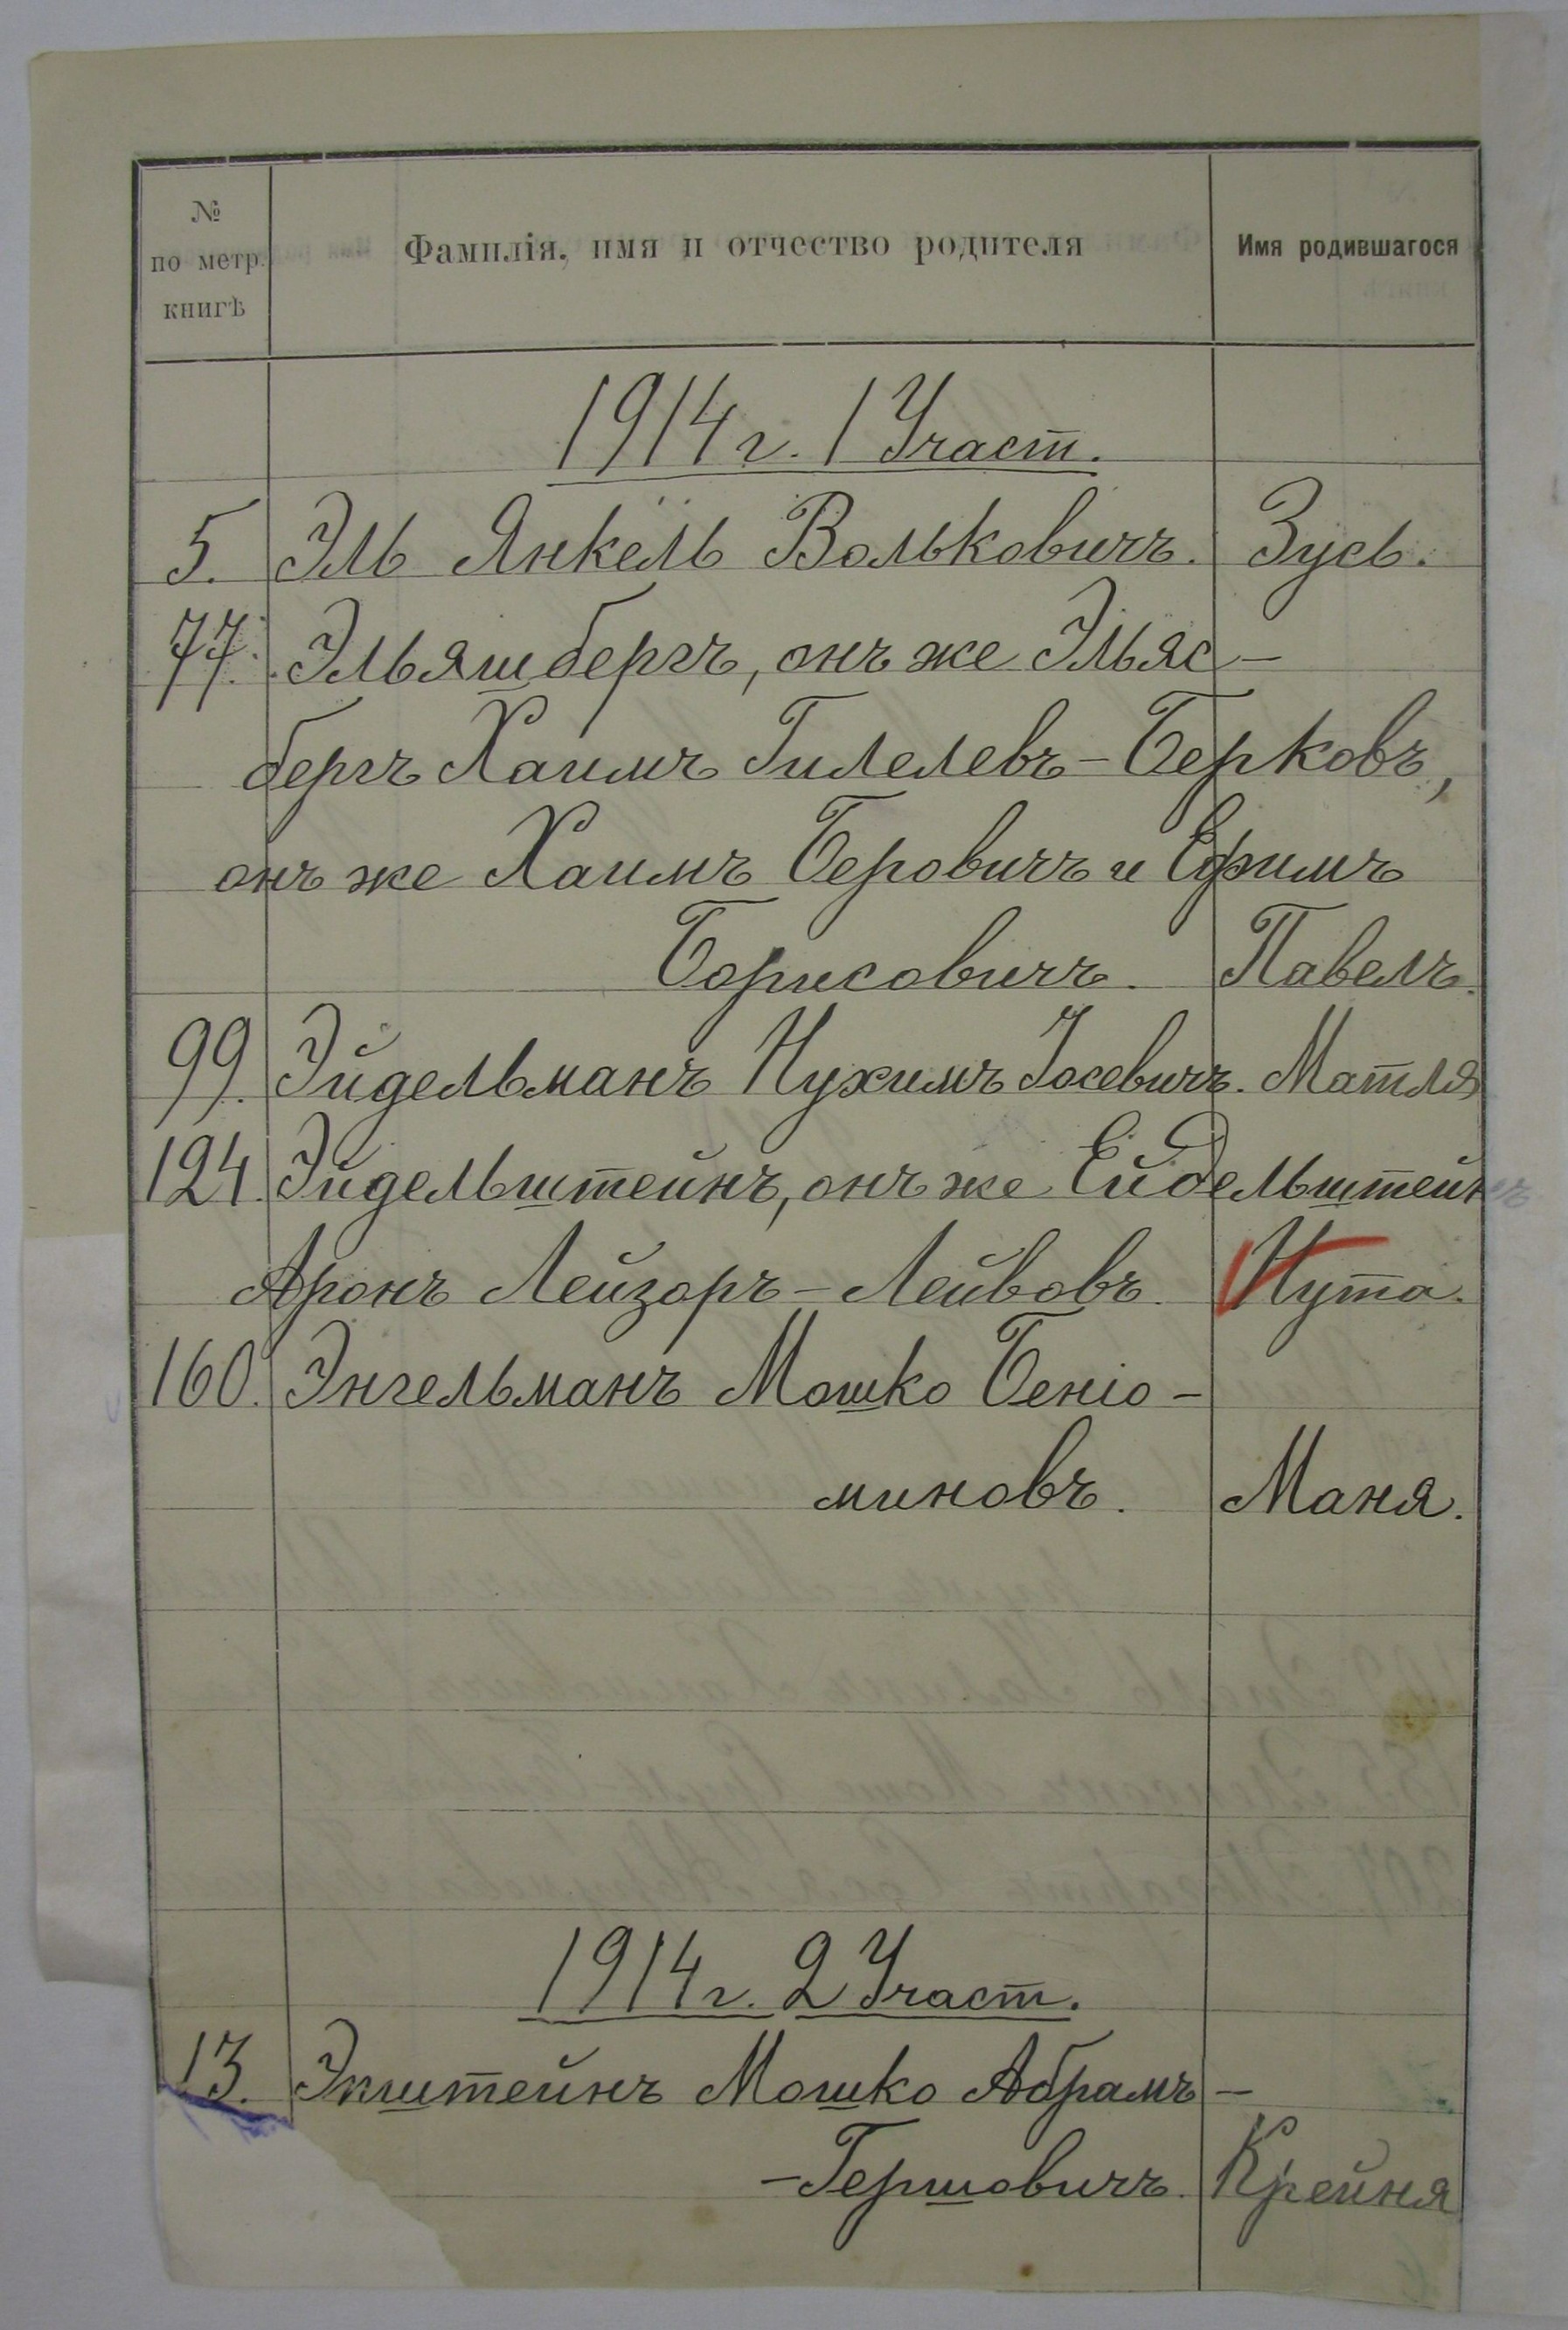 №
по метр.
книгѣ
Фамилія, имя и отчество родителя
Имя родившагося
1914 г. 1 Участ.
5. Эль Янкель Вольковичъ. Зусь.
77. Эльяшбергъ, онъ же Эльяс-
бергъ Хаимъ Гилелевъ-Берковъ,
онъ же Хаимъ Беровичъ и Ефимъ
Борисовичъ. Павелъ.
99. Эйдельманъ Нухимъ Іосевичъ. Матля
124. Эйдельштейнъ, онъ же Ейдельштейнъ
Аронъ Лейзоръ-Лейбовъ. Нута.
160. Энгельманъ Мошко Беніо-
миновъ. Маня.
1914 г. 2 Участ.
13. Экштейнъ Мошко Абрамъ-
-Гершовичъ. Крейня